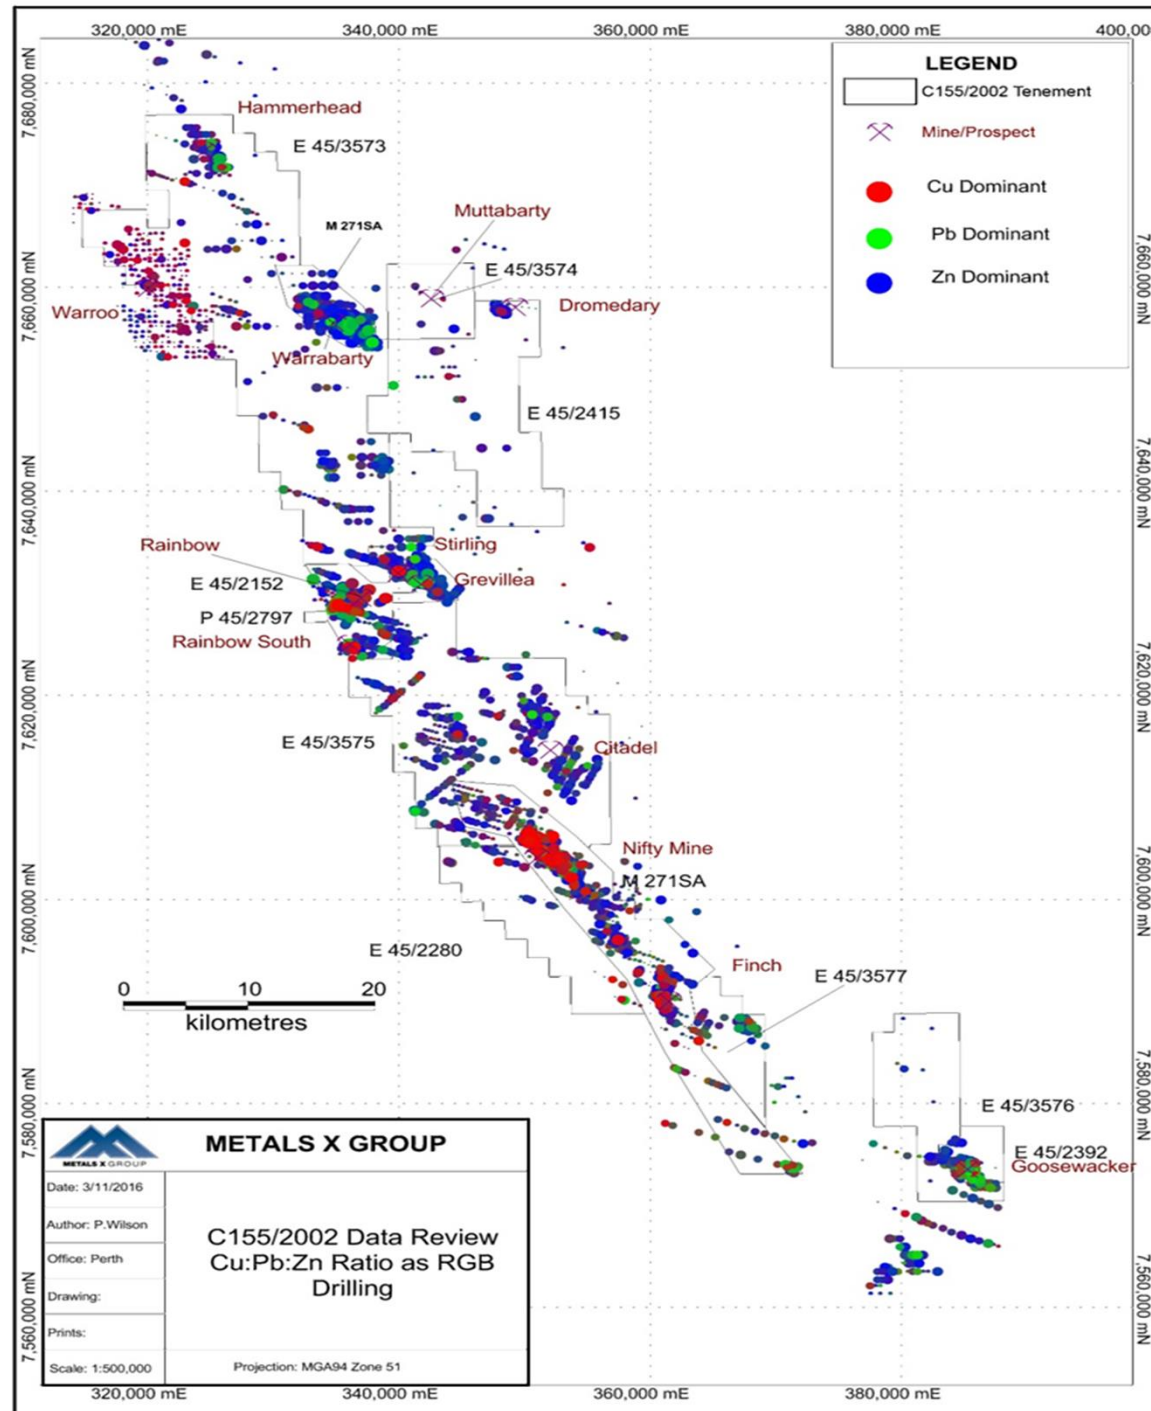 320,000 mE
340,000 mE
360,000 mE
380,000 mE
400,00
7,680,000 mN
7,660,000 mN
7,640,000 mN
7,620,000 mN
7,600,000 mN
7,580,000 mN
7,560,000 mN
LEGEND
C155/2002 Tenement
Mine/Prospect
Cu Dominant
Pb Dominant
Zn Dominant
Hammerhead
E 45/3573
Muttabarty
M 271SA
E 45/3574
Dromedary
Warroo
Warrabarty
E 45/2415
Rainbow
Stirling
E 45/2152
Grevillea
P 45/2797
Rainbow South
E 45/3575
Citadel
Nifty Mine
M 271SA
E 45/2280
Finch
E 45/3577
0 10 20
kilometres
E 45/3576
E 45/2392
Goosewacker
METALS X GROUP
METALS X GROUP
Date: 3/11/2016
Author: P.Wilson
Office: Perth
Drawing:
Prints:
Scale: 1:500,000
C155/2002 Data Review
Cu:Pb:Zn Ratio as RGB
Drilling
Projection: MGA94 Zone 51
7,660,000 mN
7,640,000 mN
7,620,000 mN
7,600,000 mN
7,580,000 mN
7,560,000 mN
320,000 mE
340,000 mE
360,000 mE
380,000 mE